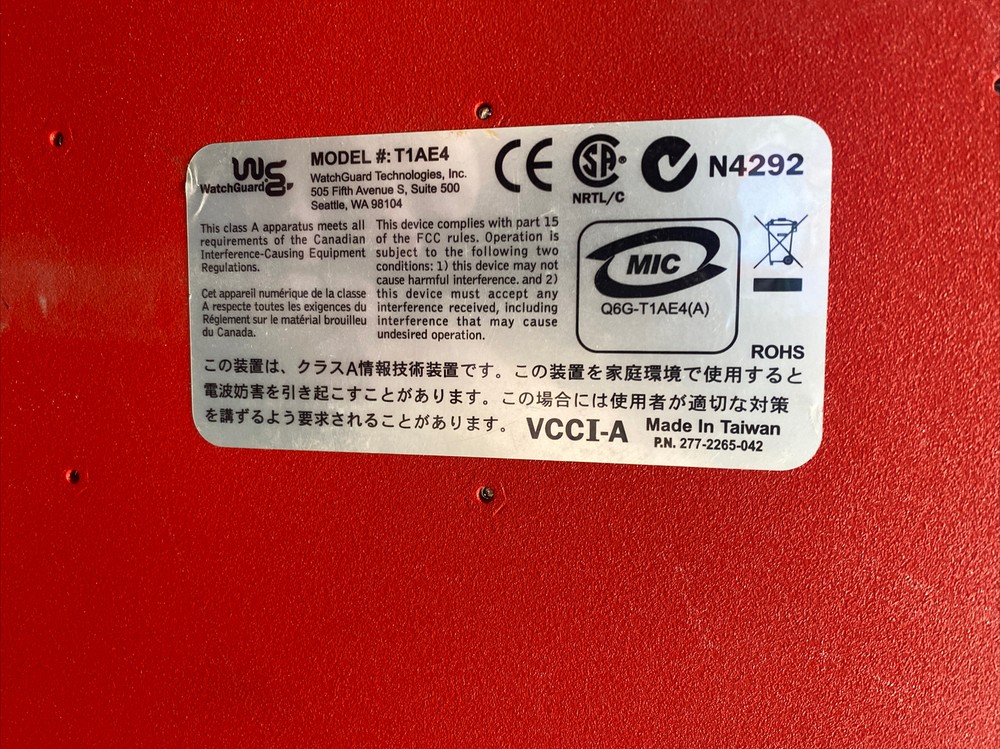 WatchGuard
MODEL #: T1AE4
WatchGuard Technologies, Inc.
505 Fifth Avenue S, Suite 500
Seattle, WA 98104
CE
SA
NRTL/C
N4292
This class A apparatus meets all
requirements of the Canadian
Interference-Causing Equipment
Regulations.
Cet appareil numérique de la classe
A respecte toutes les exigences du
Réglement sur le matérial brouilleu
du Canada.
This device complies with part 15
of the FCC rules. Operation is
subject to the following two
conditions: 1) this device may not
cause harmful interference. and 2)
this device must accept any
interference received, including
interference that may cause
undesired operation.
MIC
Q6G-T1AE4(A)
ROHS
この装置は、クラスA情報技術装置です。この装置を家庭環境で使用すると
電波妨害を引き起こすことがあります。この場合には使用者が適切な対策
を講ずるよう要求されることがあります。
VCCI-A
Made In Taiwan
P.N. 277-2265-042